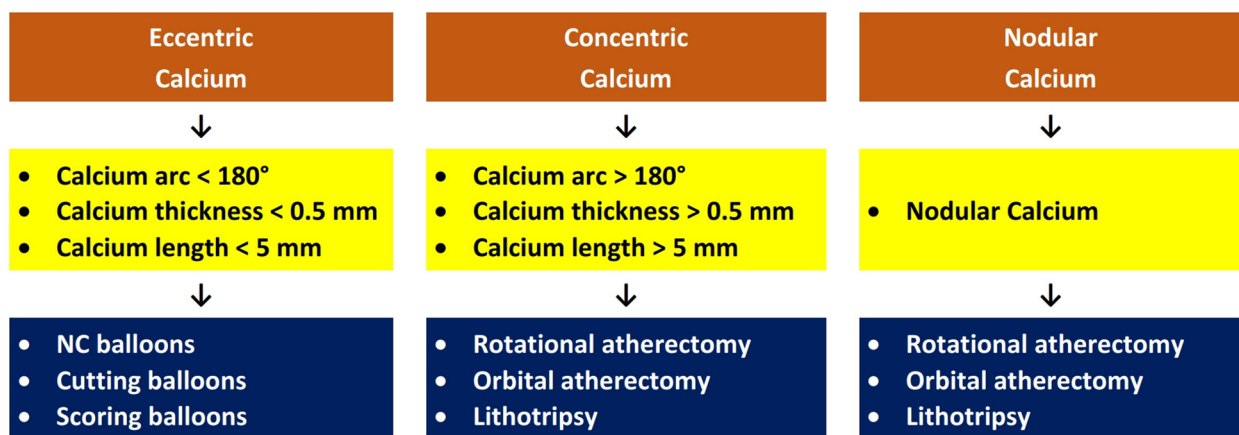 Eccentric
Calcium
↓
• Calcium arc < 180°
• Calcium thickness < 0.5 mm
• Calcium length < 5 mm
↓
• NC balloons
• Cutting balloons
• Scoring balloons
Concentric
Calcium
↓
• Calcium arc > 180°
• Calcium thickness > 0.5 mm
• Calcium length > 5 mm
↓
• Rotational atherectomy
• Orbital atherectomy
• Lithotripsy
Nodular
Calcium
↓
• Nodular Calcium
↓
• Rotational atherectomy
• Orbital atherectomy
• Lithotripsy